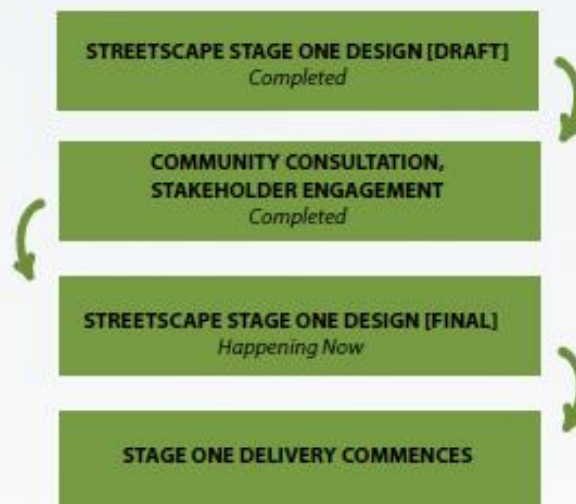 STREETSCAPE STAGE ONE DESIGN [DRAFT]
Completed
COMMUNITY CONSULTATION,
STAKEHOLDER ENGAGEMENT
Completed
STREETSCAPE STAGE ONE DESIGN [FINAL]
Happening Now
STAGE ONE DELIVERY COMMENCES